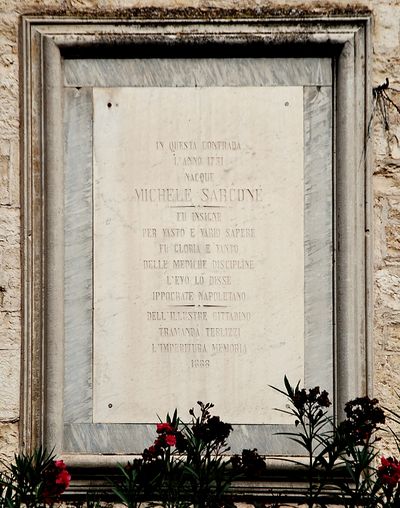 IN QUESTA CONTRADA
L'ANNO 1731
NACQUE
MICHELE SARCONE
FU INSIGNE
PER VASTO E VARIO SAPERE
FU GLORIA E VANTO
DELLE MEDICHE DISCIPLINE
L'EVO LO DISSE
IPPOCRATE NAPOLETANO
DELL'ILLUSTRE CITTADINO
TRAMANDA TERLIZZI
L'IMPERITURA MEMORIA
1888